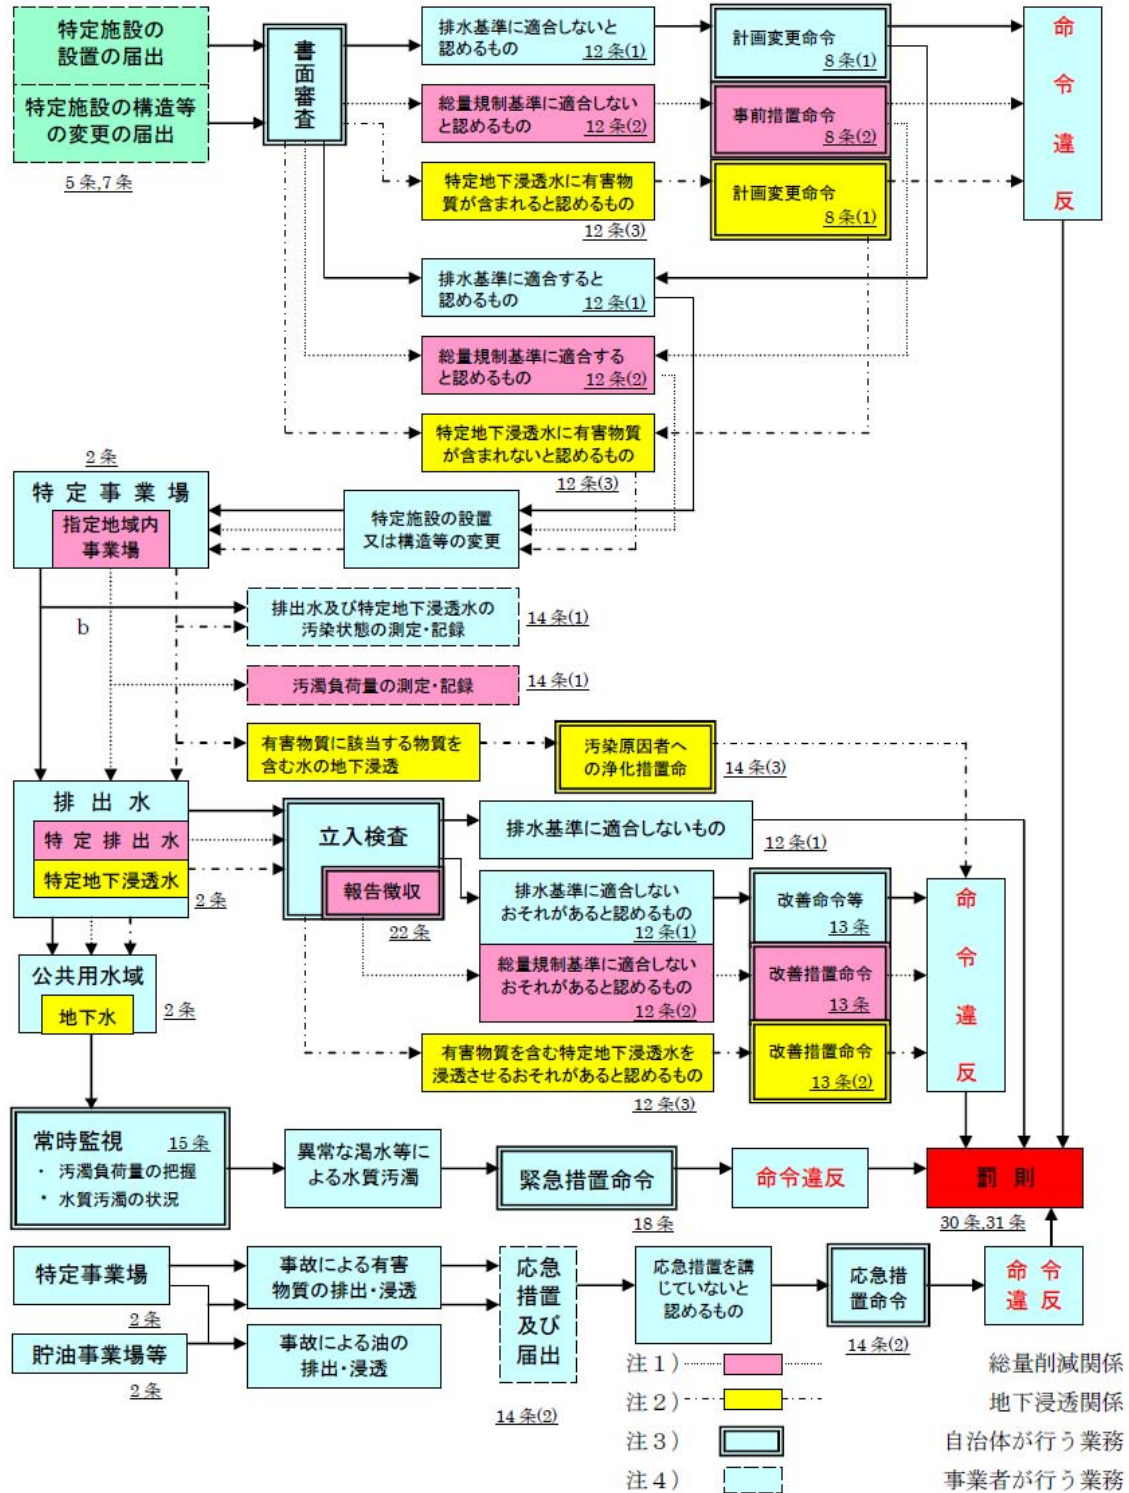 特定施設の
設置の届出
特定施設の構造等
の変更の届出
5条,7条
書面審査
排水基準に適合しないと
認めるもの
12条(1)
総量規制基準に適合しない
と認めるもの
12条(2)
特定地下浸透水に有害物
質が含まれると認めるもの
12条(3)
計画変更命令
8条(1)
事前措置命令
8条(2)
計画変更命令
8条(1)
命令違反
排水基準に適合すると
認めるもの
12条(1)
総量規制基準に適合する
と認めるもの
12条(2)
特定地下浸透水に有害物質
が含まれないと認めるもの
12条(3)
2条
特定事業場
指定地域内
事業場
特定施設の設置
又は構造等の変更
b
排出水及び特定地下浸透水の
汚染状態の測定・記録
14条(1)
汚濁負荷量の測定・記録
14条(1)
有害物質に該当する物質を
含む水の地下浸透
汚染原因者へ
の浄化措置命
14条(3)
排出水
特定排出水
特定地下浸透水
2条
立入検査
報告徴収
22条
排水基準に適合しないもの
12条(1)
排水基準に適合しない
おそれがあると認めるもの
12条(1)
総量規制基準に適合しない
おそれがあると認めるもの
12条(2)
有害物質を含む特定地下浸透水を
浸透させるおそれがあると認めるもの
12条(3)
改善命令等
13条
改善措置命令
13条
改善措置命令
13条(2)
命令違反
公共用水域
地下水
2条
常時監視 15条
・ 汚濁負荷量の把握
・ 水質汚濁の状況
異常な渇水等に
よる水質汚濁
緊急措置命令
18条
命令違反
罰則
30条,31条
特定事業場
2条
貯油事業場等
2条
事故による有害
物質の排出・浸透
事故による油の
排出・浸透
応急
措置
及び
届出
14条(2)
応急措置を講
じていないと
認めるもの
応急措
置命令
14条(2)
命令
違反
注1) 総量削減関係
注2) 地下浸透関係
注3) 自治体が行う業務
注4) 事業者が行う業務